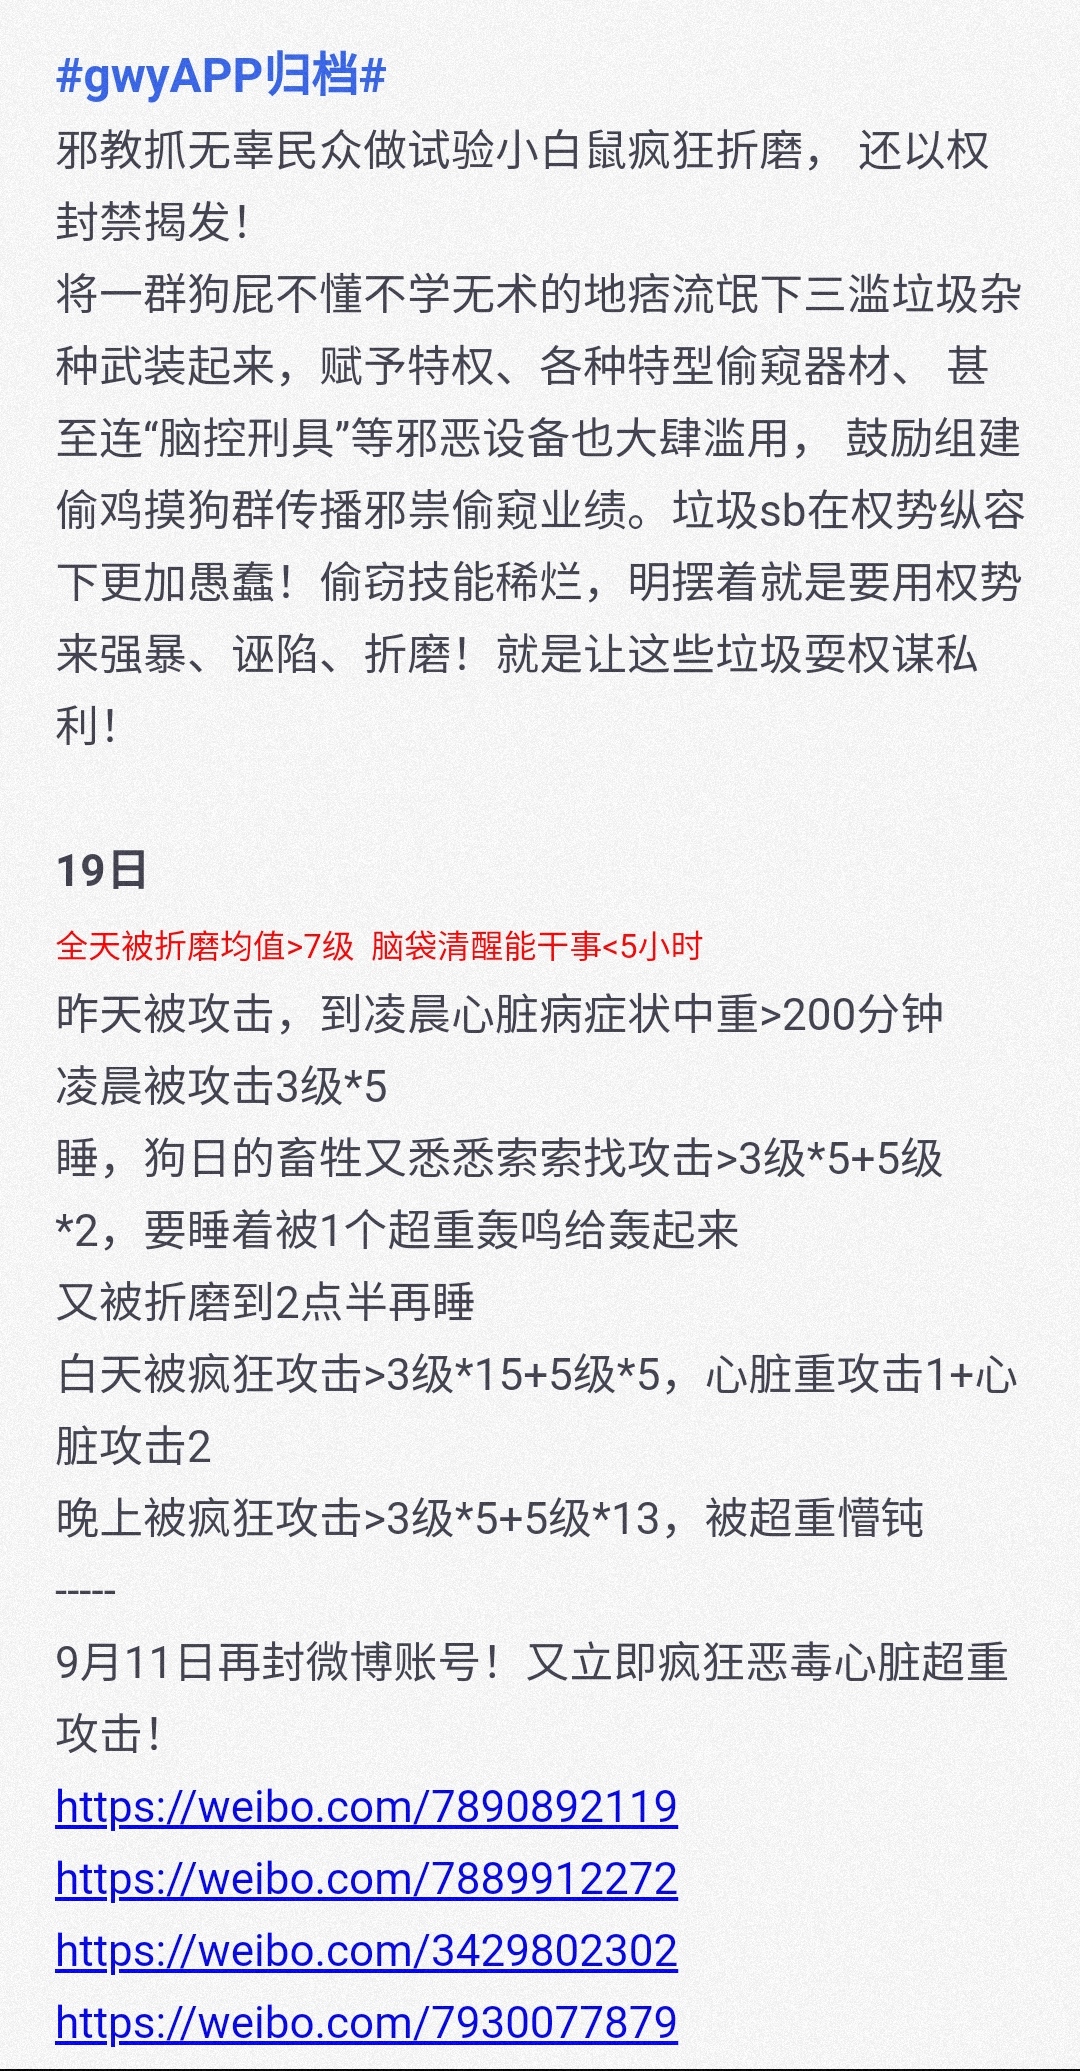 #gwyAPP归档#
邪教抓无辜民众做试验小白鼠疯狂折磨， 还以权
封禁揭发！
将一群狗屁不懂不学无术的地痞流氓下三滥垃圾杂
种武装起来，赋予特权、各种特型偷窥器材、 甚
至连“脑控刑具”等邪恶设备也大肆滥用， 鼓励组建
偷鸡摸狗群传播邪祟偷窥业绩。垃圾sb在权势纵容
下更加愚蠢！偷窃技能稀烂，明摆着就是要用权势
来强暴、诬陷、折磨！就是让这些垃圾耍权谋私
利！
19日
全天被折磨均值>7级 脑袋清醒能干事<5小时
昨天被攻击，到凌晨心脏病症状中重>200分钟
凌晨被攻击3级*5
睡，狗日的畜牲又悉悉索索找攻击>3级*5+5级
*2，要睡着被1个超重轰鸣给轰起来
又被折磨到2点半再睡
白天被疯狂攻击>3级*15+5级*5，心脏重攻击1+心
脏攻击2
晚上被疯狂攻击>3级*5+5级*13，被超重懵钝
-----
9月11日再封微博账号！又立即疯狂恶毒心脏超重
攻击！
https://weibo.com/7890892119
https://weibo.com/7889912272
https://weibo.com/3429802302
https://weibo.com/7930077879